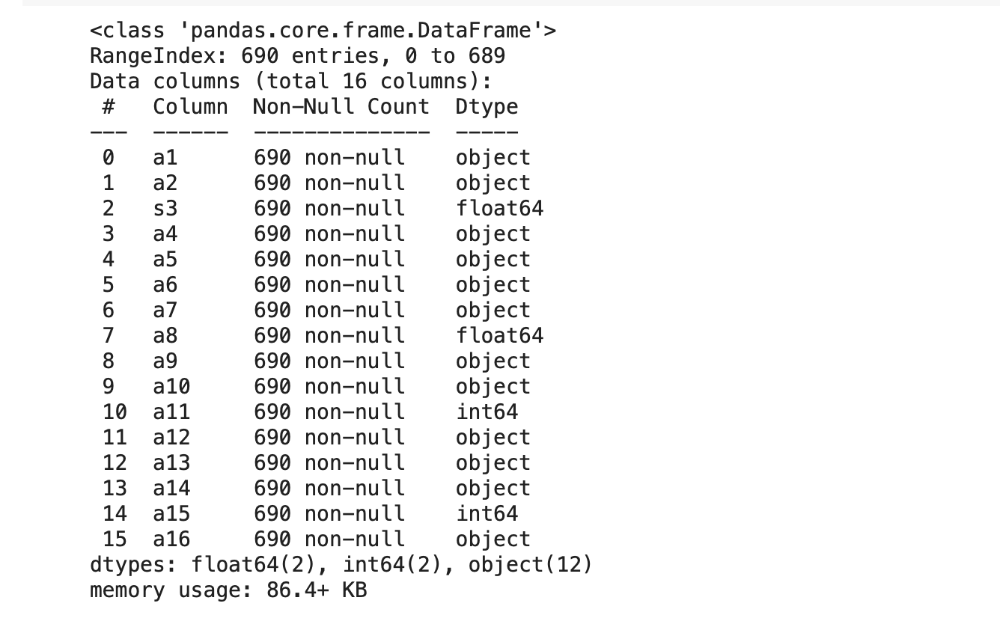 <class 'pandas.core.frame.DataFrame'>
RangeIndex: 690 entries, 0 to 689
Data columns (total 16 columns):
 #   Column  Non-Null Count  Dtype
---  ------  --------------  -----
 0   a1      690 non-null    object
 1   a2      690 non-null    object
 2   s3      690 non-null    float64
 3   a4      690 non-null    object
 4   a5      690 non-null    object
 5   a6      690 non-null    object
 6   a7      690 non-null    object
 7   a8      690 non-null    float64
 8   a9      690 non-null    object
 9   a10     690 non-null    object
 10  a11     690 non-null    int64
 11  a12     690 non-null    object
 12  a13     690 non-null    object
 13  a14     690 non-null    object
 14  a15     690 non-null    int64
 15  a16     690 non-null    object
dtypes: float64(2), int64(2), object(12)
memory usage: 86.4+ KB